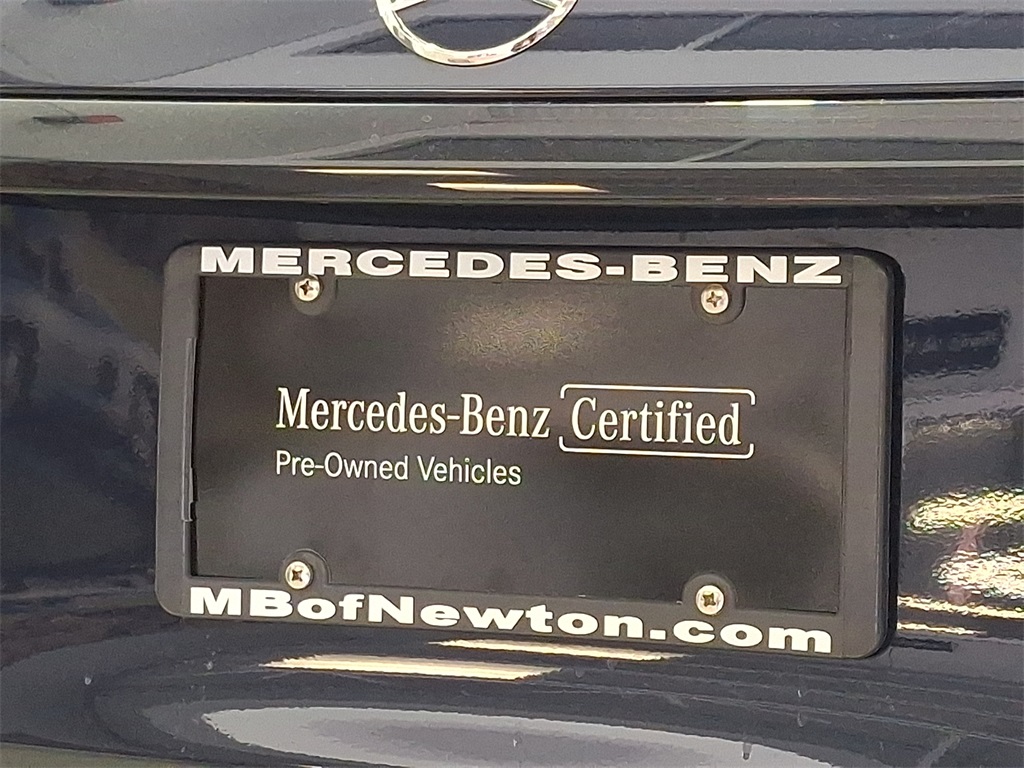 MERCEDES-BENZ
Mercedes-Benz Certified
Pre-Owned Vehicles
MBofNewton.com